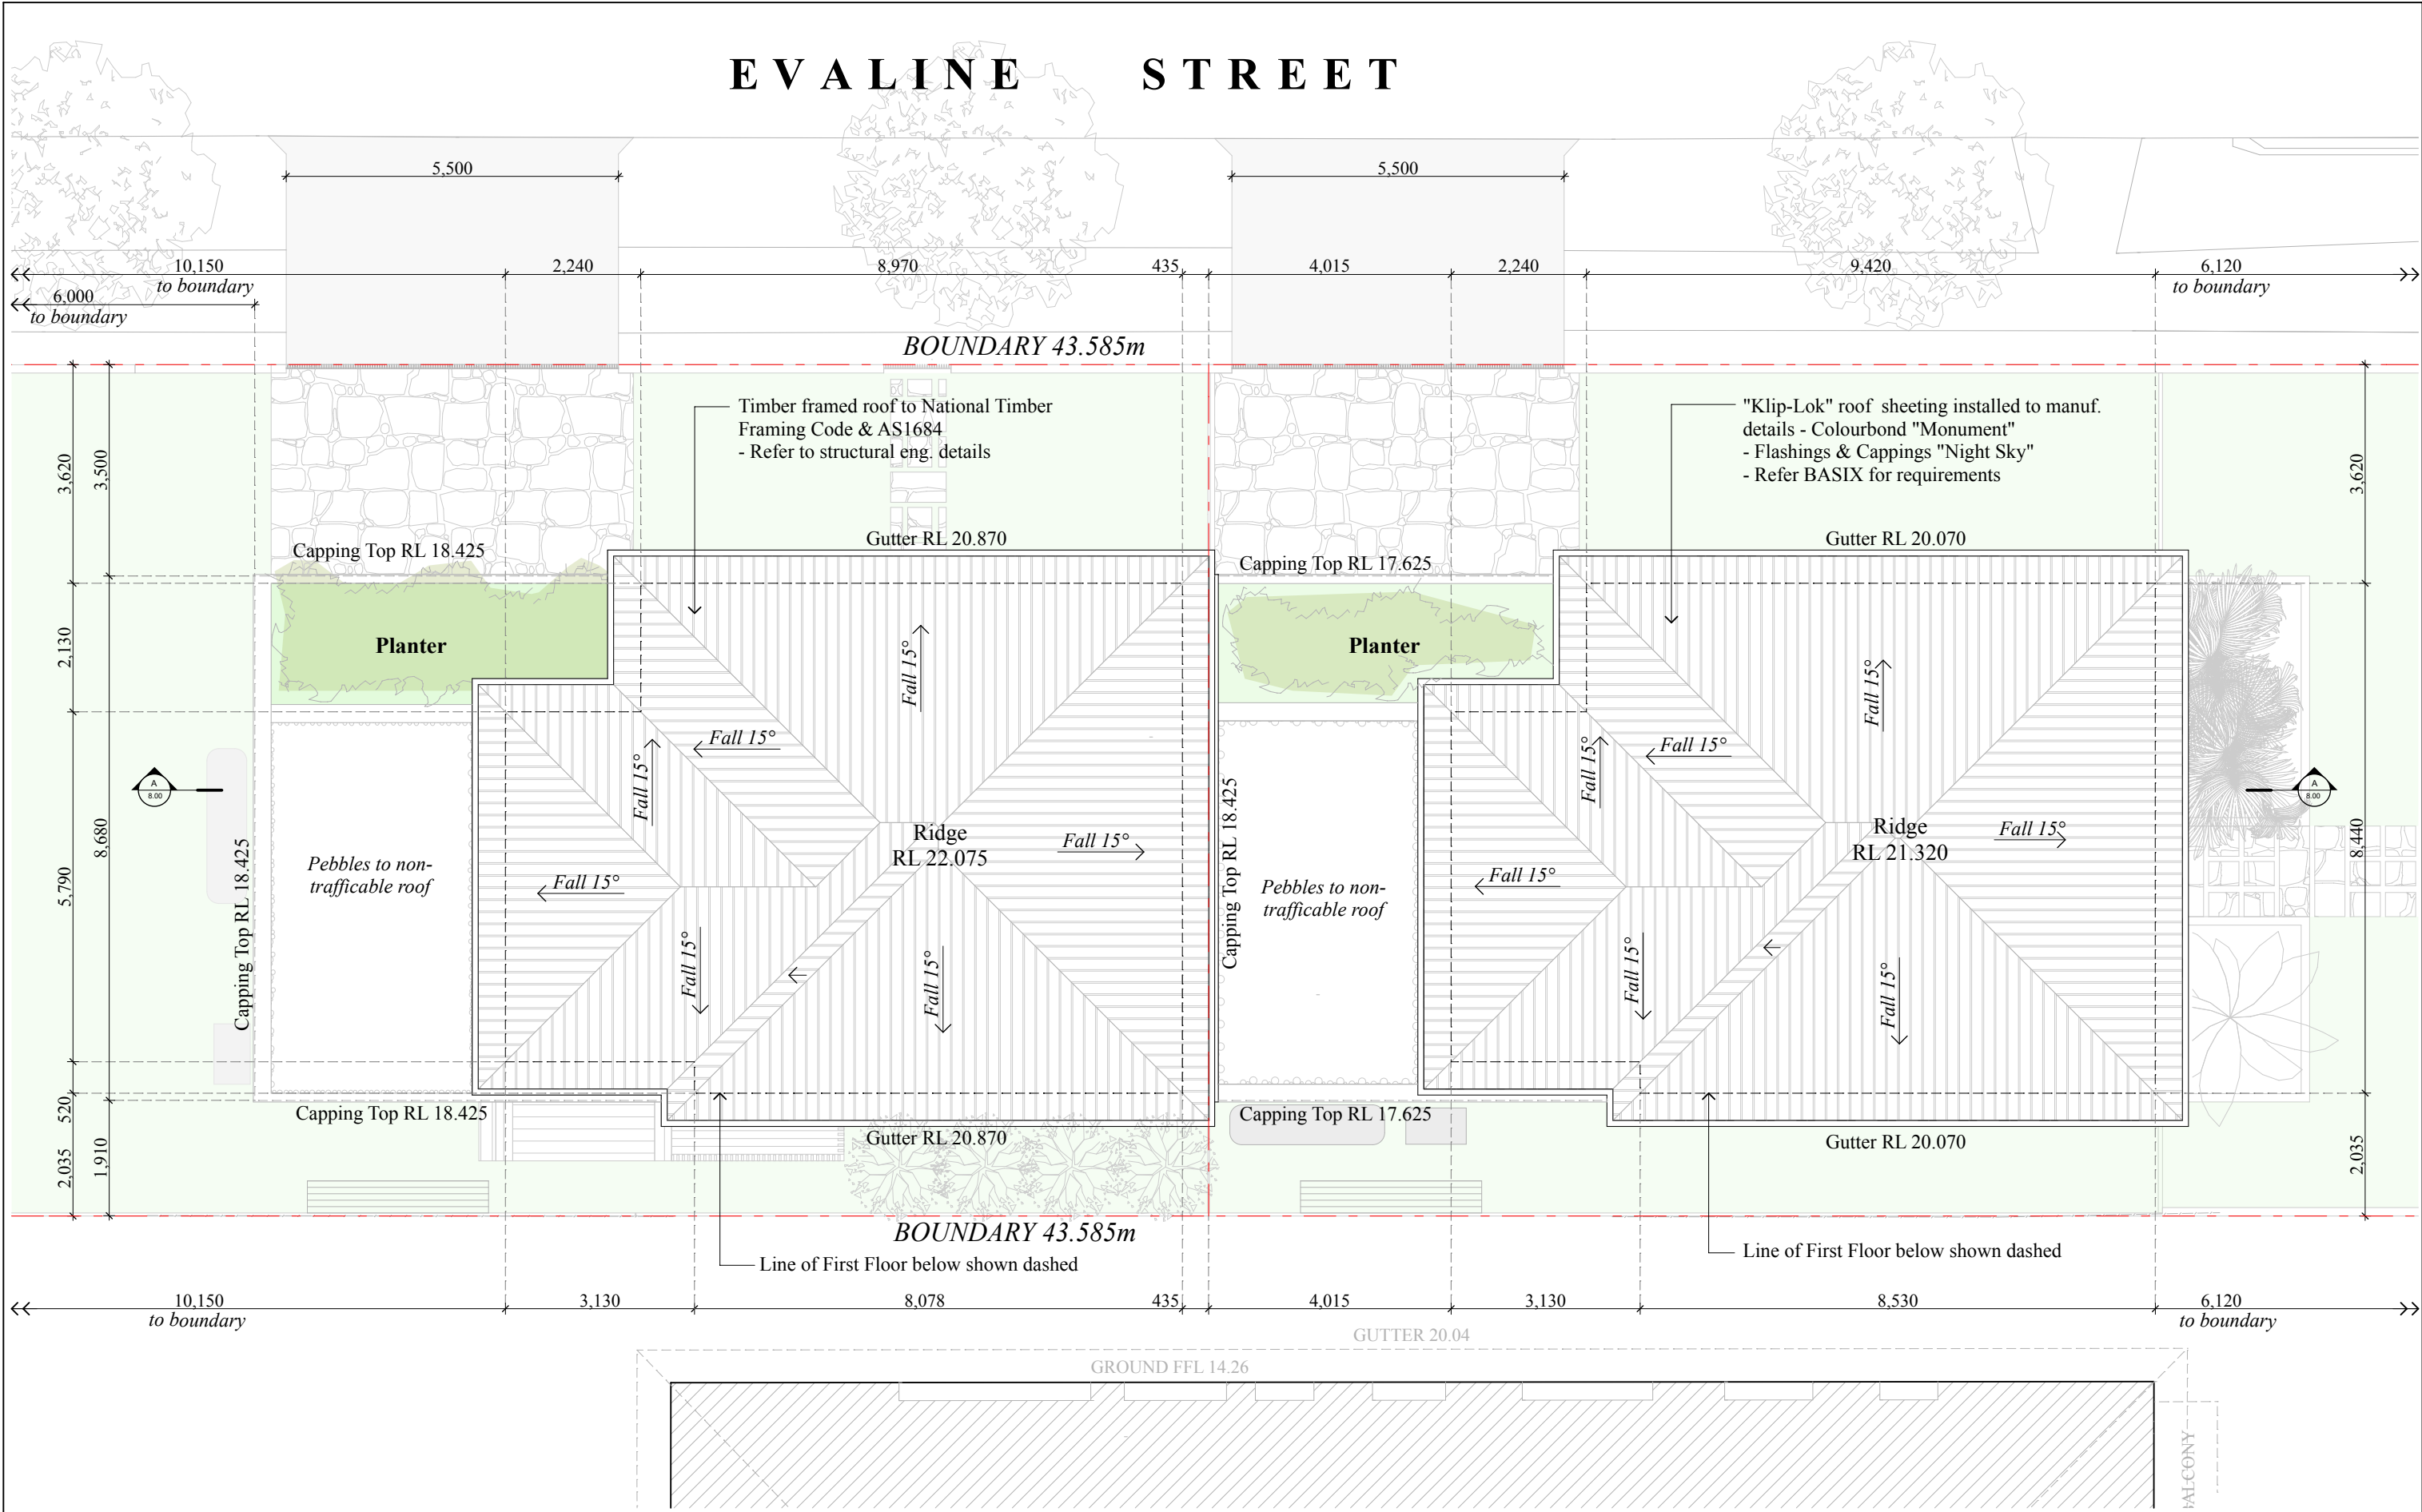 EVALINE STREET
5,500
5,500
10,150
to boundary
2,240
8,970
435
4,015
2,240
9,420
6,120
to boundary
6,000
to boundary
BOUNDARY 43.585m
Timber framed roof to National Timber
Framing Code & AS1684
- Refer to structural eng. details
"Klip-Lok" roof sheeting installed to manuf.
details - Colourbond "Monument"
- Flashings & Cappings "Night Sky"
- Refer BASIX for requirements
3,620
3,500
3,620
Capping Top RL 18.425
Gutter RL 20.870
Capping Top RL 17.625
Gutter RL 20.070
2,130
Planter
Planter
Fall 15°
Fall 15°
Fall 15°
Fall 15°
Fall 15°
Fall 15°
A
8.00
A
8.00
8,680
5,790
8,440
Capping Top RL 18.425
Pebbles to non-
trafficable roof
Ridge
RL 22.075
Fall 15°
Fall 15°
Capping Top RL 18.425
Pebbles to non-
trafficable roof
Ridge
RL 21.320
Fall 15°
Fall 15°
Fall 15°
Fall 15°
Fall 15°
Fall 15°
520
Capping Top RL 18.425
Gutter RL 20.870
Capping Top RL 17.625
Gutter RL 20.070
2,035
1,910
2,035
BOUNDARY 43.585m
Line of First Floor below shown dashed
Line of First Floor below shown dashed
10,150
to boundary
3,130
8,078
435
4,015
3,130
8,530
6,120
to boundary
GUTTER 20.04
GROUND FFL 14.26
BALCONY